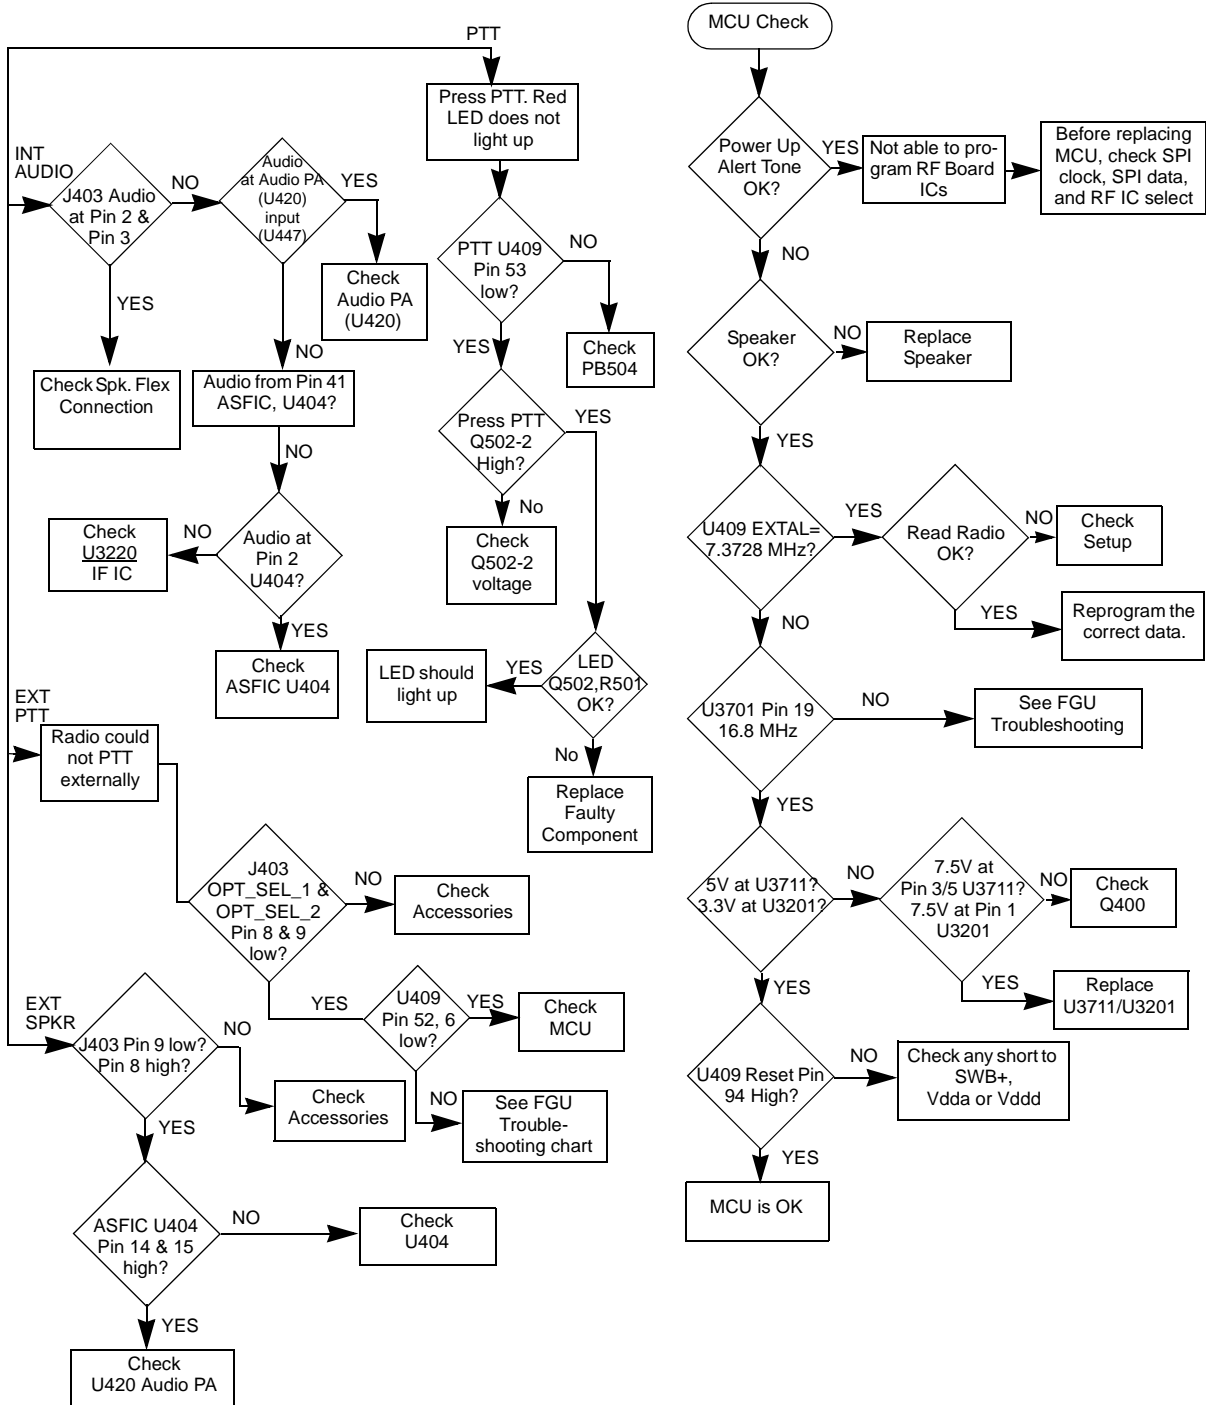 PTT
Press PTT. Red
LED does not
light up
INT
AUDIO
J403 Audio
at Pin 2 &
Pin 3
NO
Audio
at Audio PA
(U420)
input
(U447)
YES
Check
Audio PA
(U420)
YES
Check Spk. Flex
Connection
NO
Audio from Pin 41
ASFIC, U404?
NO
Audio at
Pin 2
U404?
NO
Check
U3220
IF IC
YES
Check
ASFIC U404
PTT U409
Pin 53
low?
NO
Check
PB504
YES
Press PTT
Q502-2
High?
YES
No
Check
Q502-2
voltage
LED
Q502,R501
OK?
YES
LED should
light up
No
Replace
Faulty
Component
EXT
PTT
Radio could
not PTT
externally
J403
OPT_SEL_1 &
OPT_SEL_2
Pin 8 & 9
low?
NO
Check
Accessories
YES
U409
Pin 52, 6
low?
YES
Check
MCU
NO
See FGU
Trouble-
shooting chart
EXT
SPKR
J403 Pin 9 low?
Pin 8 high?
NO
Check
Accessories
YES
ASFIC U404
Pin 14 & 15
high?
NO
Check
U404
YES
Check
U420 Audio PA
MCU Check
Power Up
Alert Tone
OK?
YES
Not able to pro-
gram RF Board
ICs
Before replacing
MCU, check SPI
clock, SPI data,
and RF IC select
NO
Speaker
OK?
NO
Replace
Speaker
YES
U409 EXTAL=
7.3728 MHz?
YES
Read Radio
OK?
NO
Check
Setup
YES
Reprogram the
correct data.
NO
U3701 Pin 19
16.8 MHz
NO
See FGU
Troubleshooting
YES
5V at U3711?
3.3V at U3201?
NO
7.5V at
Pin 3/5 U3711?
7.5V at Pin 1
U3201
NO
Check
Q400
YES
Replace
U3711/U3201
YES
U409 Reset Pin
94 High?
NO
Check any short to
SWB+,
Vdda or Vddd
YES
MCU is OK